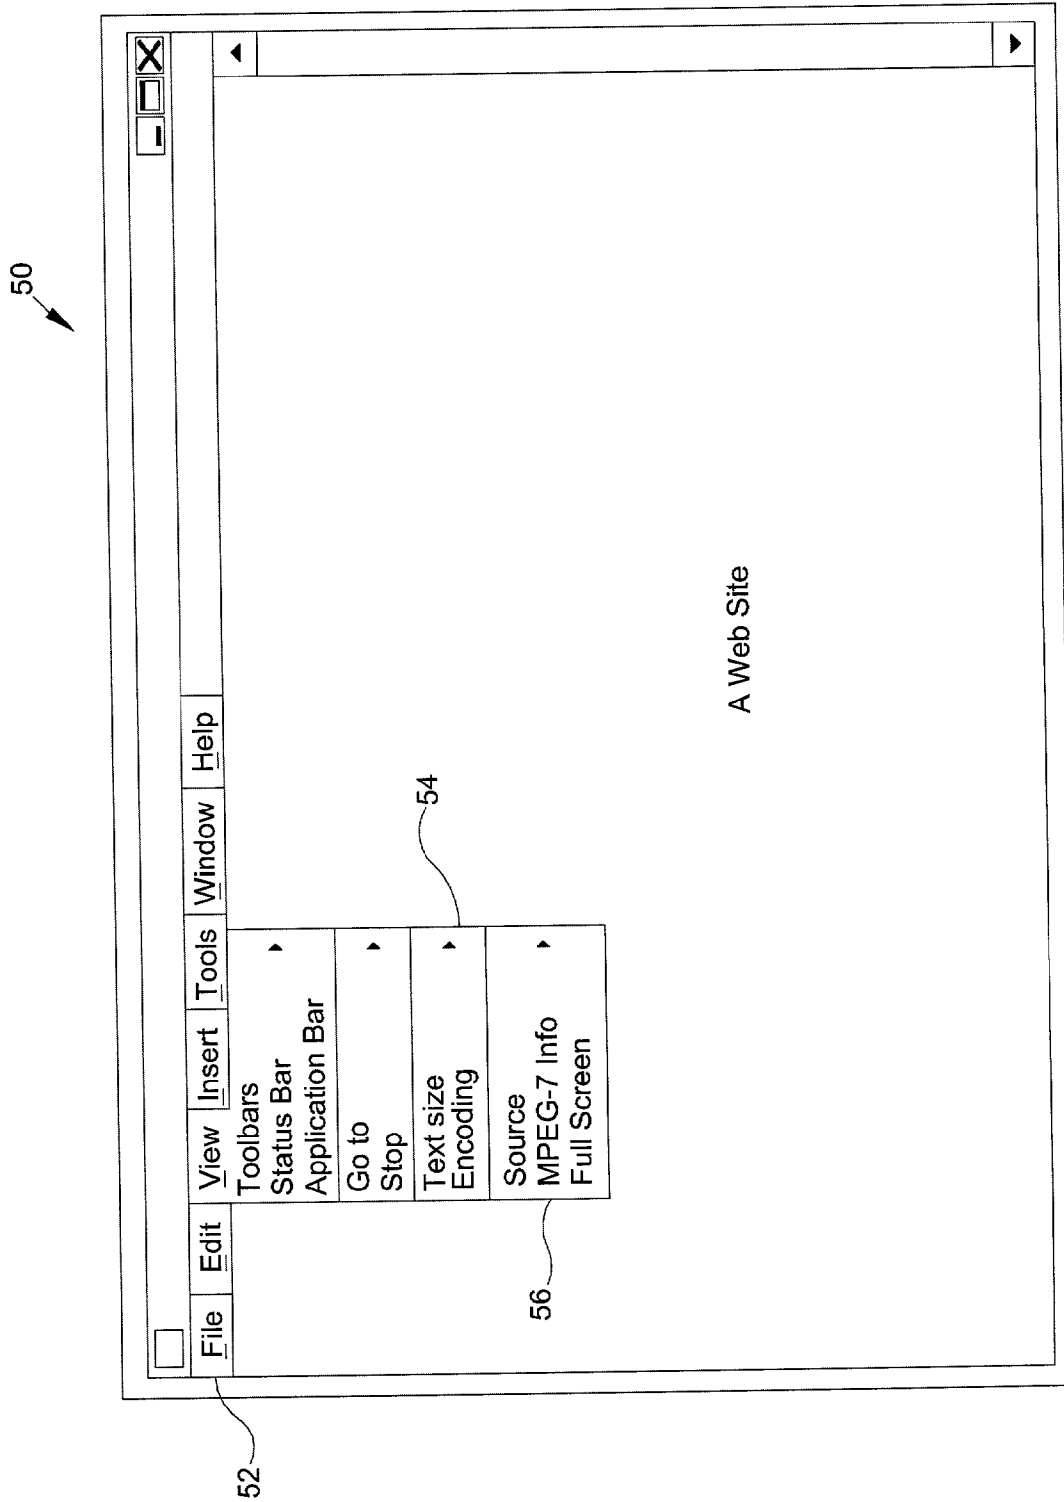 50
52
File Edit View Insert Tools Window Help
Toolbars
Status Bar
Application Bar
Go to
Stop
Text size
Encoding
54
Source
MPEG-7 Info
Full Screen
56
A Web Site